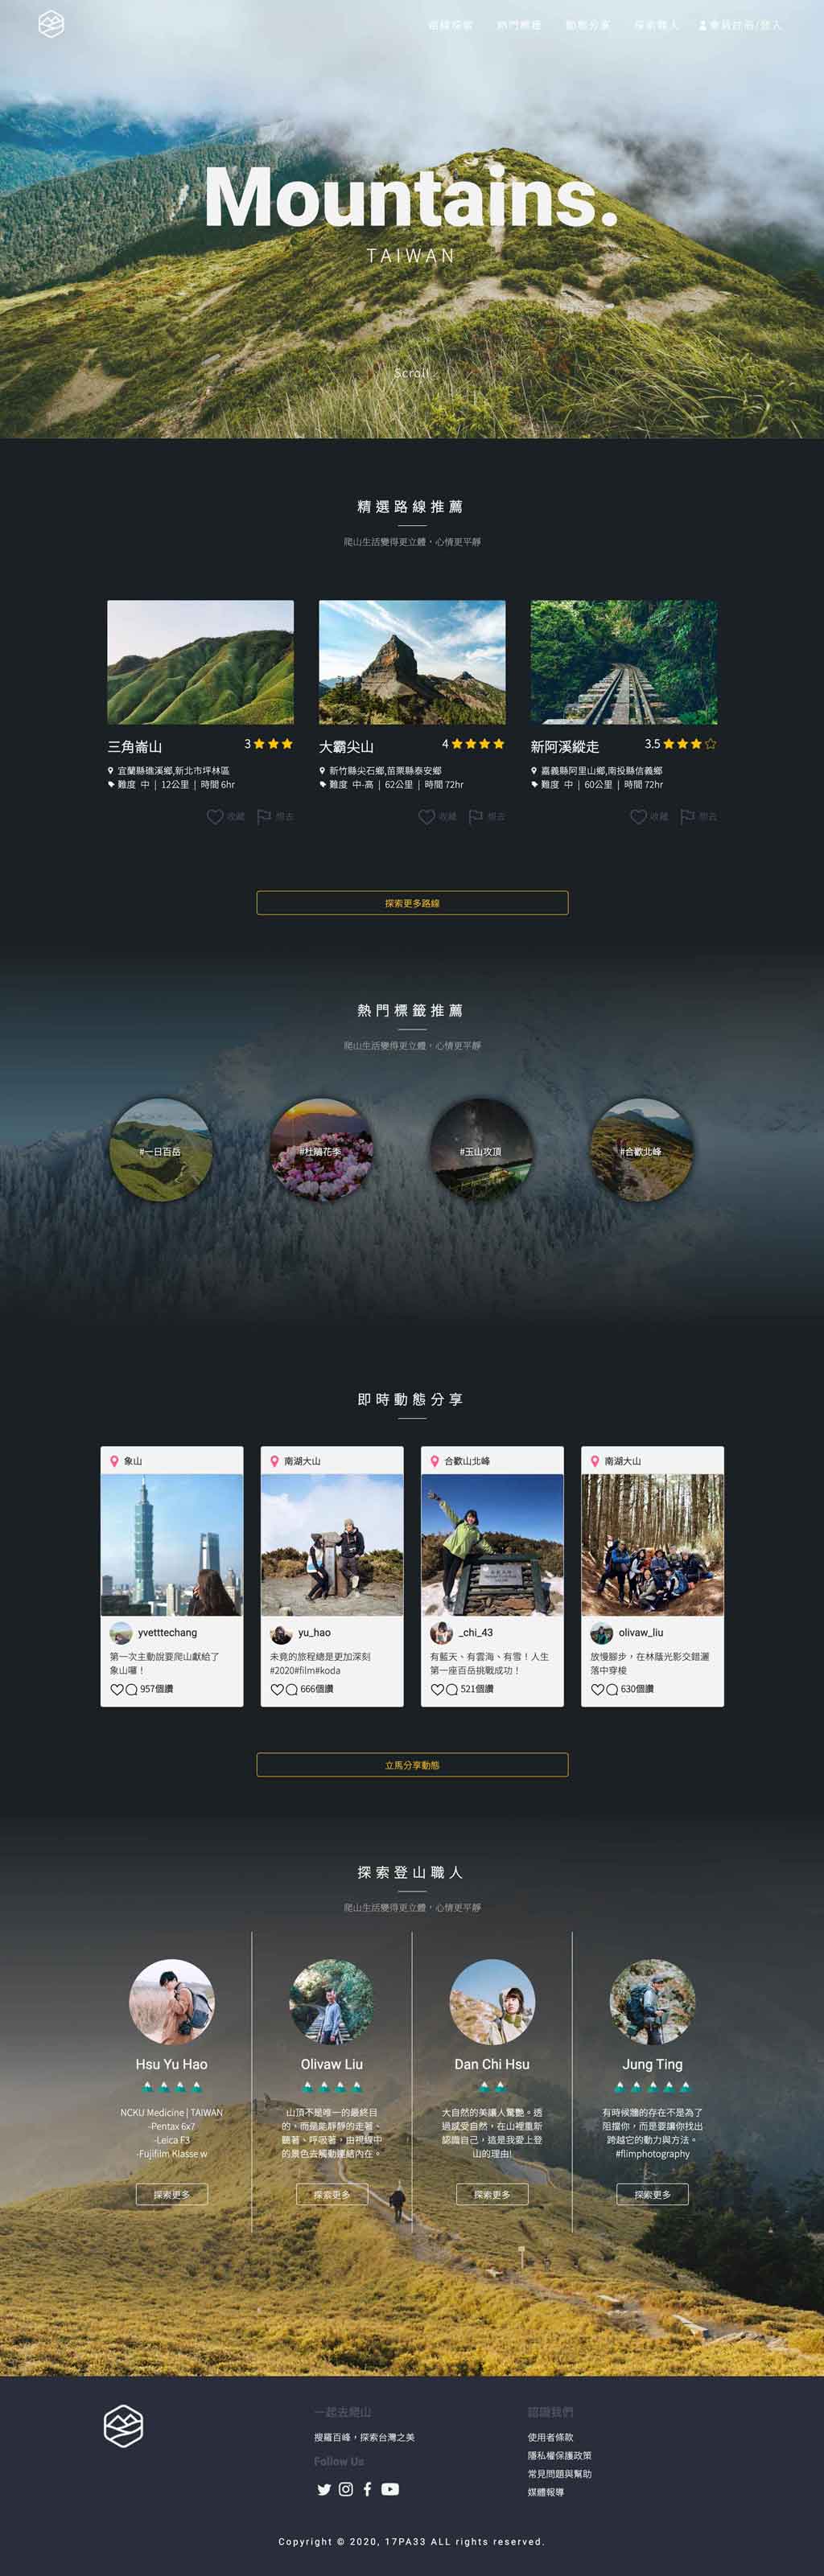 路線探索 熱門標籤 動態分享 探索職人 會員註冊/登入
Mountains.
TAIWAN
Scroll
精選路線推薦
爬山生活變得更立體，心情更平靜
三角崙山 3
宜蘭縣礁溪鄉,新北市坪林區
難度 中 | 12公里 | 時間 6hr
收藏 想去
大霸尖山 4
新竹縣尖石鄉,苗栗縣泰安鄉
難度 中-高 | 62公里 | 時間 72hr
收藏 想去
新阿溪縱走 3.5
嘉義縣阿里山鄉,南投縣信義鄉
難度 中 | 60公里 | 時間 72hr
收藏 想去
探索更多路線
熱門標籤推薦
爬山生活變得更立體，心情更平靜
#一日百岳
#杜鵑花季
#玉山攻頂
#合歡北峰
即時動態分享
象山
yvetttechang
第一次主動說要爬山獻給了
象山囉！
957個讚
南湖大山
yu_hao
未竟的旅程總是更加深刻
#2020#film#koda
666個讚
合歡山北峰
_chi_43
有藍天、有雲海、有雪！人生
第一座百岳挑戰成功！
521個讚
南湖大山
olivaw_liu
放慢腳步，在林蔭光影交錯灑
落中穿梭
630個讚
立馬分享動態
探索登山職人
爬山生活變得更立體，心情更平靜
Hsu Yu Hao
NCKU Medicine | TAIWAN
-Pentax 6x7
-Leica F3
-Fujifilm Klasse w
探索更多
Olivaw Liu
山頂不是唯一的最終目
的，而是能靜靜的走著、
聽著、呼吸著，由視線中
的景色去觸動連結內在。
探索更多
Dan Chi Hsu
大自然的美讓人驚艷。透
過感受自然，在山裡重新
認識自己，這是我愛上登
山的理由!
探索更多
Jung Ting
有時候牆的存在不是為了
阻擋你，而是要讓你找出
跨越它的動力與方法。
#flimphotography
探索更多
一起去爬山
搜羅百峰，探索台灣之美
Follow Us
認識我們
使用者條款
隱私權保護政策
常見問題與幫助
媒體報導
Copyright © 2020, 17PA33 ALL rights reserved.